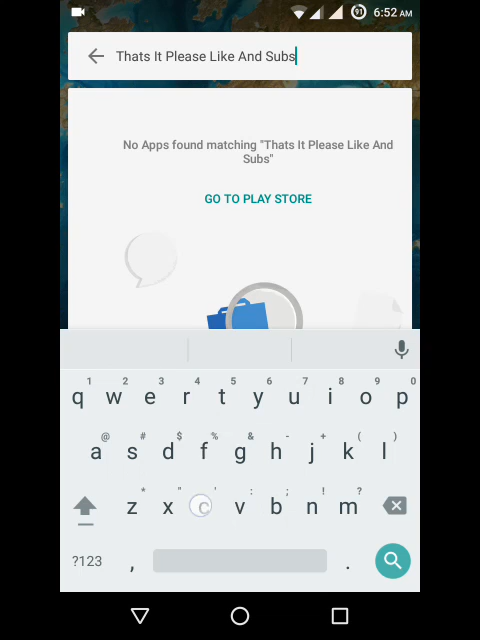 91 6:52 AM
Thats It Please Like And Subs
No Apps found matching "Thats It Please Like And
Subs"
GO TO PLAY STORE
1 2 3 4 5 6 7 8 9 0
q w e r t y u i o p
@ # $ % & - + ( )
a s d f g h j k l
* " ' : ; ! ?
z x c v b n m
?123 , .